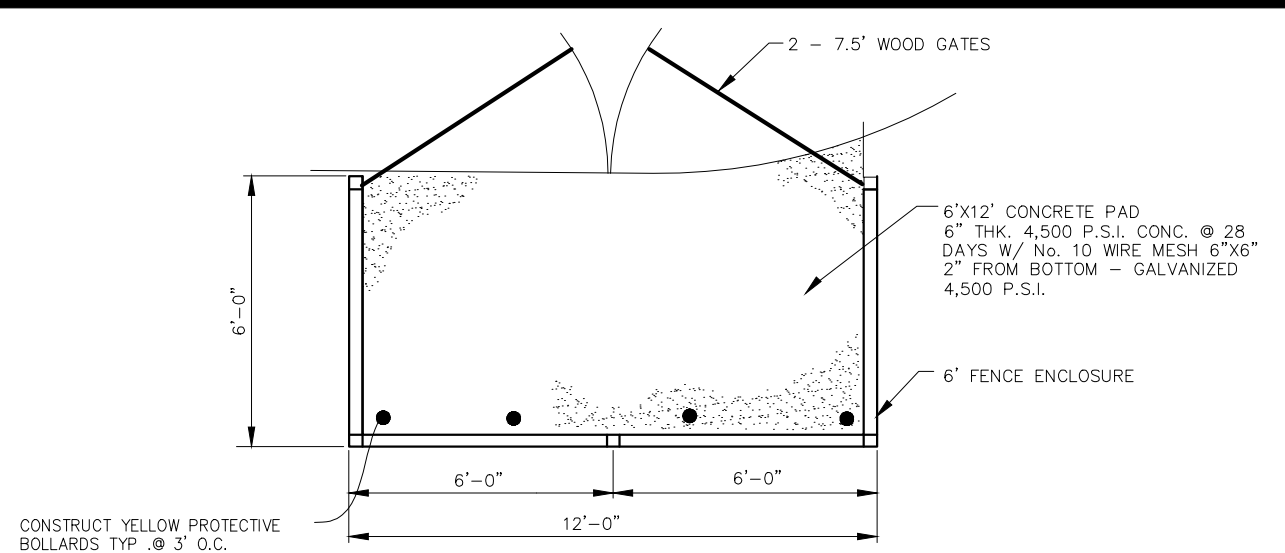 2 – 7.5' WOOD GATES
6'X12' CONCRETE PAD
6" THK. 4,500 P.S.I. CONC. @ 28
DAYS W/ No. 10 WIRE MESH 6"X6"
2" FROM BOTTOM – GALVANIZED
4,500 P.S.I.
6'-0"
6' FENCE ENCLOSURE
6'-0"
6'-0"
12'-0"
CONSTRUCT YELLOW PROTECTIVE
BOLLARDS TYP .@ 3' O.C.